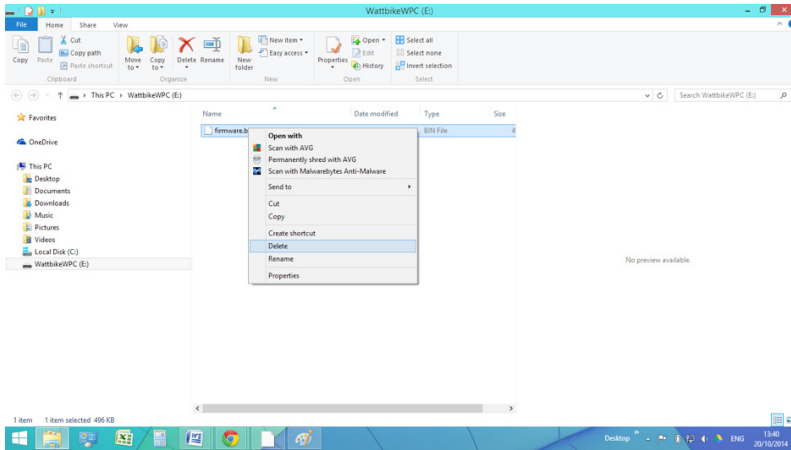 WattbikeWPC (E:)
File Home Share View
Copy
Paste
Cut
Copy path
Paste shortcut
Clipboard
Move to
Copy to
Delete
Rename
Organize
New folder
New item
Easy access
New
Properties
Open
Edit
History
Open
Select all
Select none
Invert selection
Select
This PC WattbikeWPC (E:)
Search WattbikeWPC (E:)
Favorites
OneDrive
This PC
Desktop
Documents
Downloads
Music
Pictures
Videos
Local Disk (C:)
WattbikeWPC (E:)
Name Date modified Type Size
firmware.b BIN File 4
Open with
Scan with AVG
Permanently shred with AVG
Scan with Malwarebytes Anti-Malware
Send to
Cut
Copy
Create shortcut
Delete
Rename
Properties
No preview available.
1 item 1 item selected 496 KB
Desktop ENG 13:40
20/10/2014